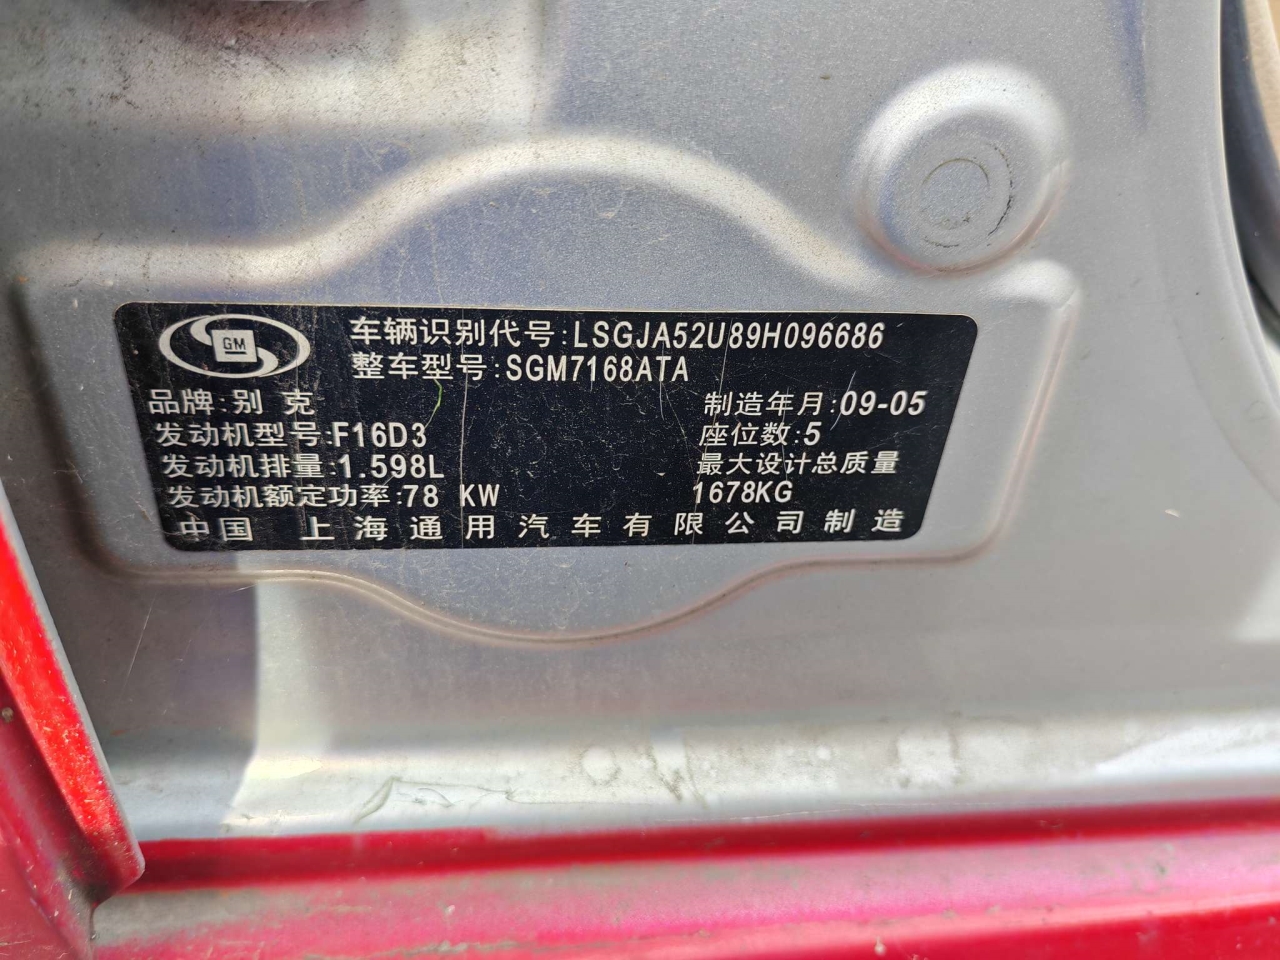 GM
车辆识别代号:LSGJA52U89H096686
整车型号:SGM7168ATA
品牌:别 克
制造年月:09-05
发动机型号:F16D3
座位数:5
发动机排量:1.598L
最大设计总质量
发动机额定功率:78 KW
1678KG
中国 上海通用汽车有限公司制造